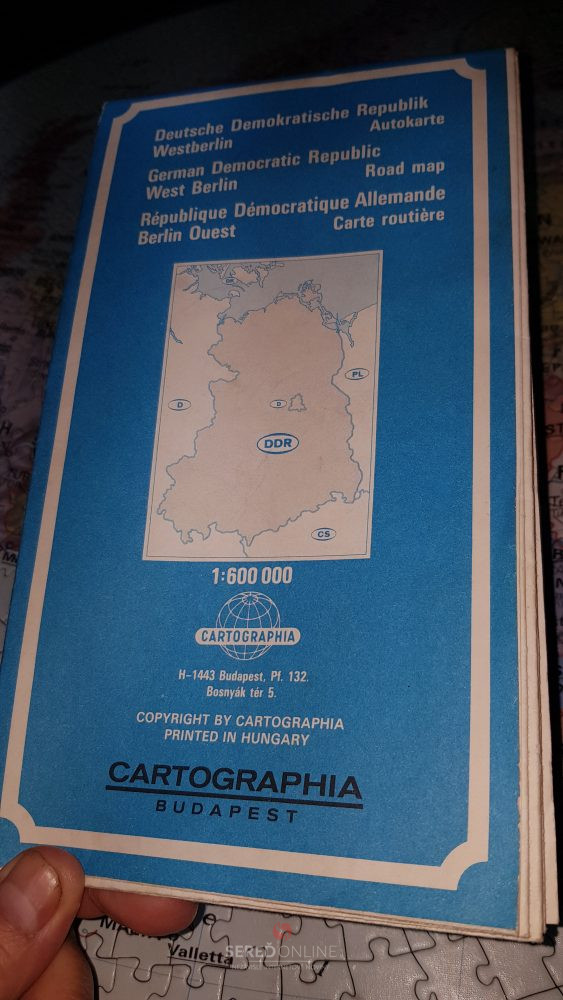 Deutsche Demokratische Republik
Westberlin Autokarte
German Democratic Republic
West Berlin Road map
République Démocratique Allemande
Berlin Ouest Carte routière
DK
PL
D
D
DDR
CS
1:600 000
CARTOGRAPHIA
H-1443 Budapest, Pf. 132.
Bosnyák tér 5.
COPYRIGHT BY CARTOGRAPHIA
PRINTED IN HUNGARY
CARTOGRAPHIA
BUDAPEST
Valletta
SEREĎONLINE